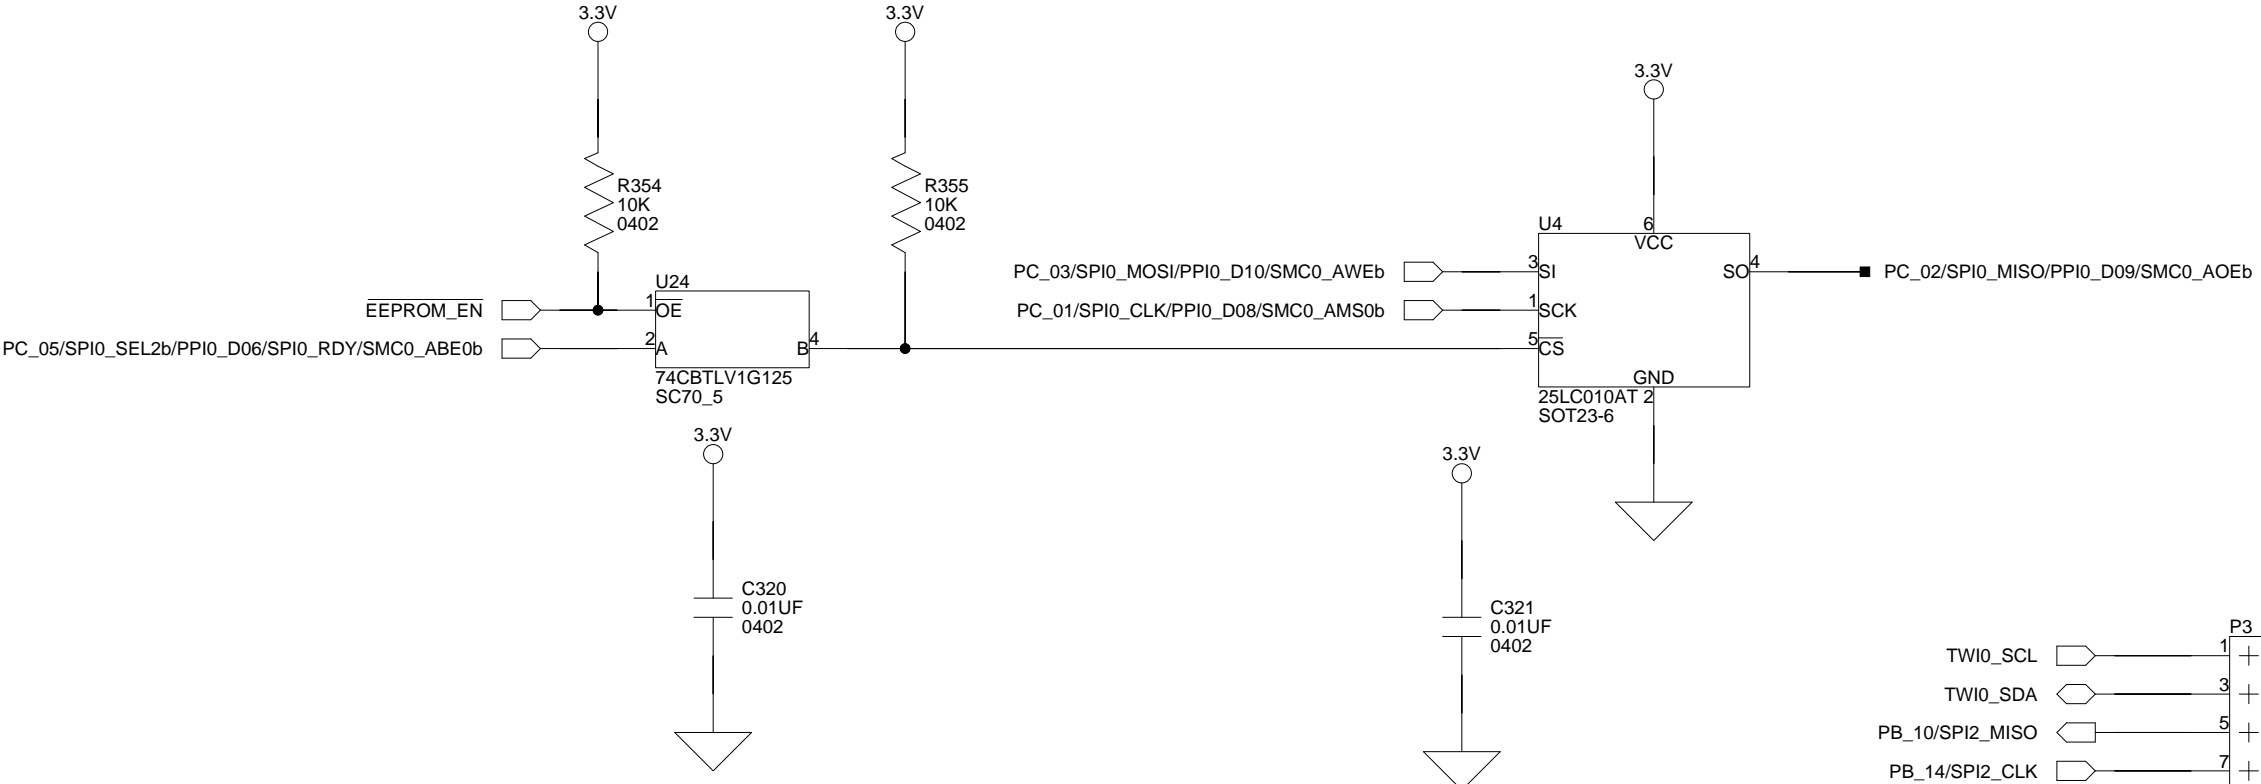 3.3V
3.3V
3.3V
R354
10K
0402
R355
10K
0402
U4
6
VCC
PC_03/SPI0_MOSI/PPI0_D10/SMC0_AWEb
3
SI
SO
4
PC_02/SPI0_MISO/PPI0_D09/SMC0_AOEb
U24
EEPROM_EN
1
OE
PC_01/SPI0_CLK/PPI0_D08/SMC0_AMS0b
1
SCK
PC_05/SPI0_SEL2b/PPI0_D06/SPI0_RDY/SMC0_ABE0b
2
A
B
4
5
CS
74CBTLV1G125
SC70_5
GND
25LC010AT
2
SOT23-6
3.3V
3.3V
C320
0.01UF
0402
C321
0.01UF
0402
P3
TWI0_SCL
1
TWI0_SDA
3
PB_10/SPI2_MISO
5
PB_14/SPI2_CLK
7